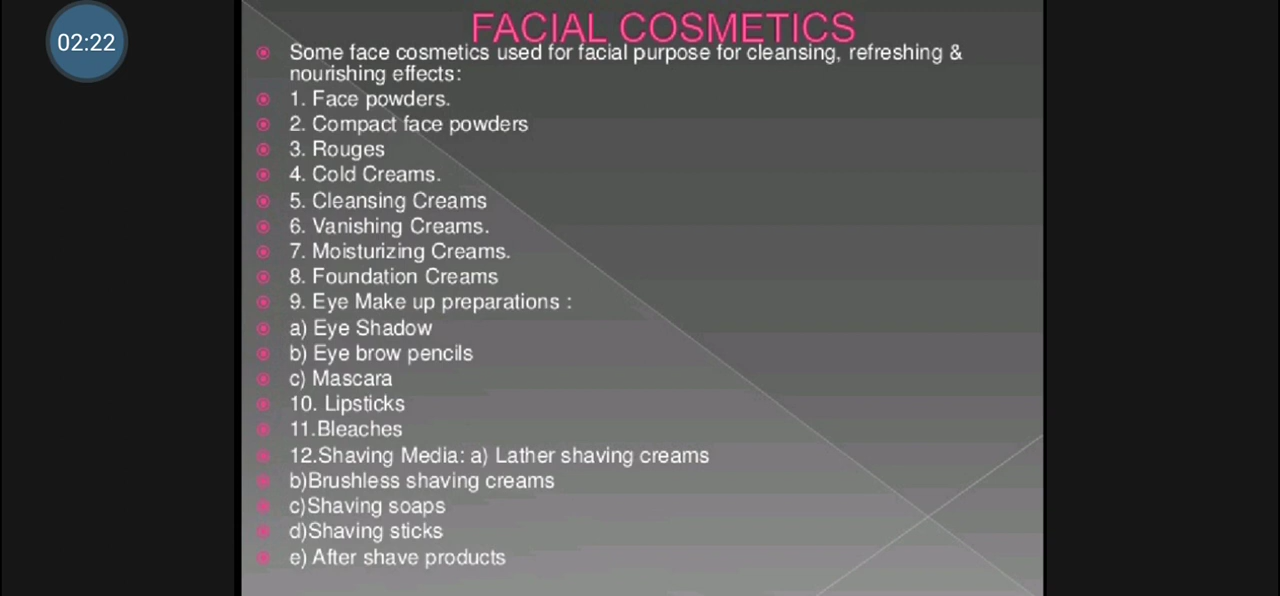 02:22
FACIAL COSMETICS
Some face cosmetics used for facial purpose for cleansing, refreshing &
nourishing effects:
1. Face powders.
2. Compact face powders
3. Rouges
4. Cold Creams.
5. Cleansing Creams
6. Vanishing Creams.
7. Moisturizing Creams.
8. Foundation Creams
9. Eye Make up preparations :
a) Eye Shadow
b) Eye brow pencils
c) Mascara
10. Lipsticks
11.Bleaches
12.Shaving Media: a) Lather shaving creams
b)Brushless shaving creams
c)Shaving soaps
d)Shaving sticks
e) After shave products